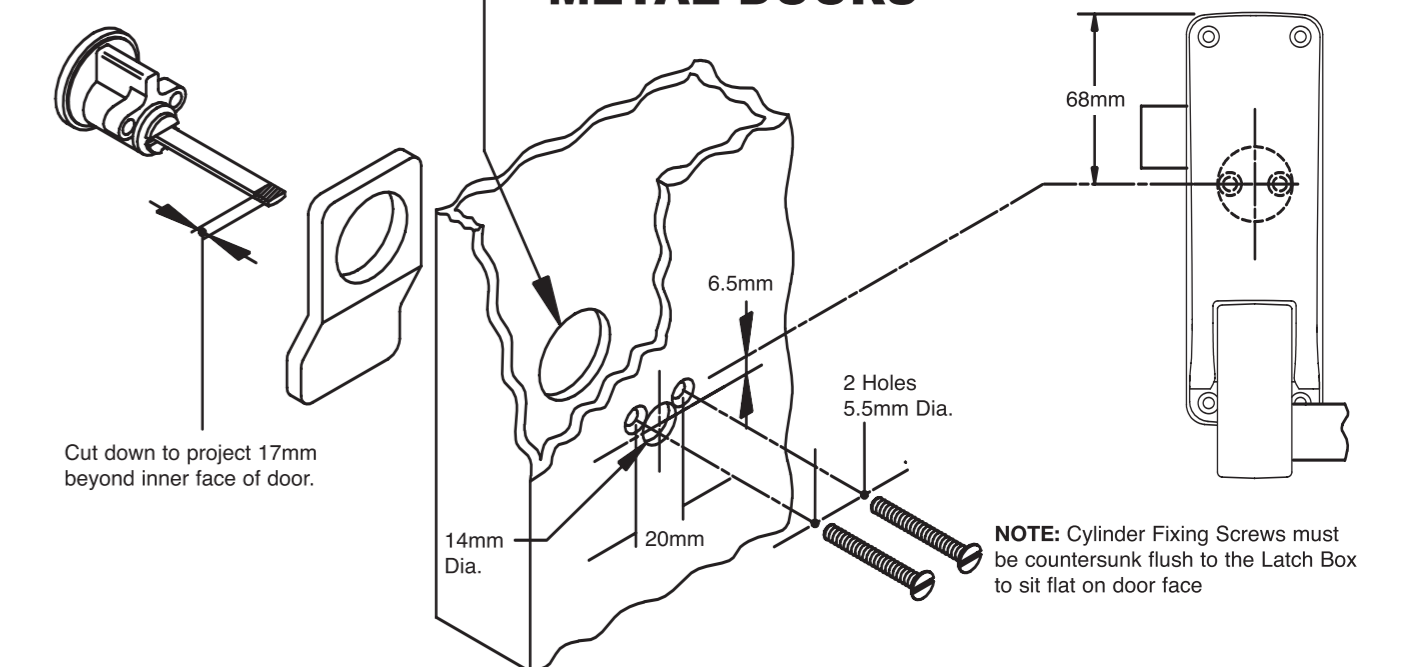 METAL DOORS
68mm
6.5mm
2 Holes
5.5mm Dia.
Cut down to project 17mm
beyond inner face of door.
14mm
Dia.
20mm
NOTE: Cylinder Fixing Screws must
be countersunk flush to the Latch Box
to sit flat on door face